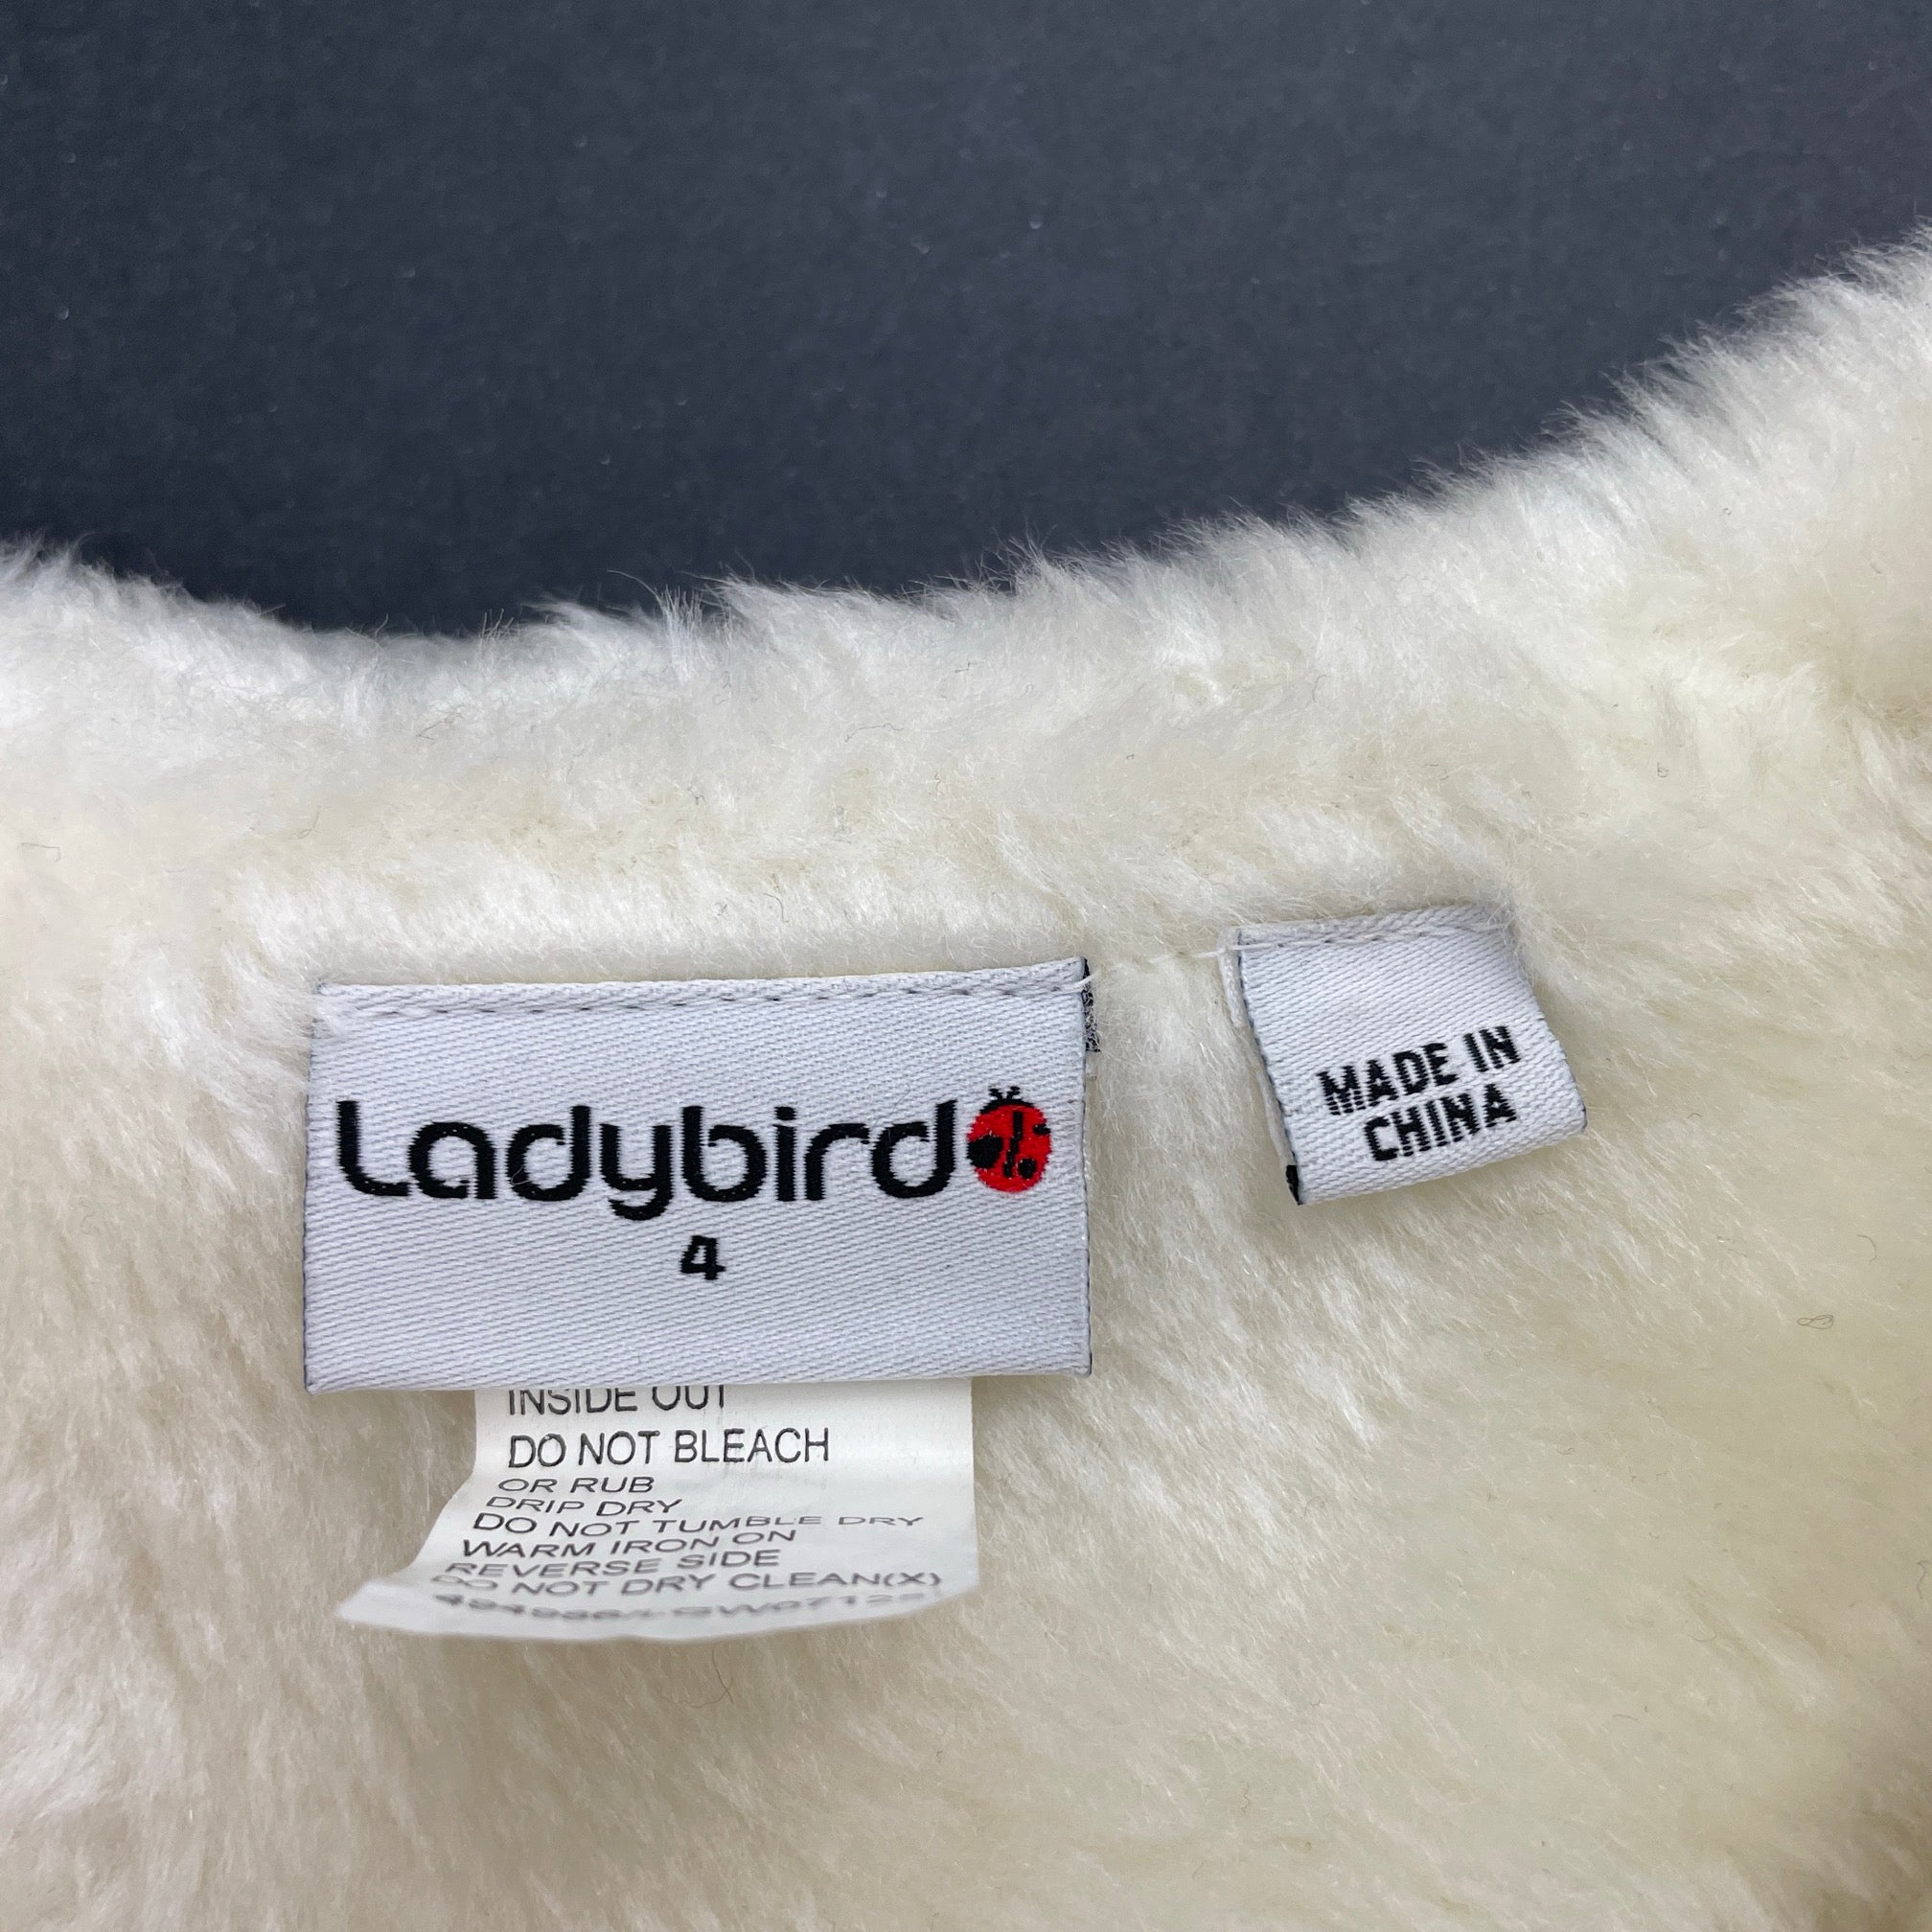 Ladybird
4
MADE IN
CHINA
INSIDE OUT
DO NOT BLEACH
OR RUB
DRIP DRY
DO NOT TUMBLE DRY
WARM IRON ON
REVERSE SIDE
DO NOT DRY CLEAN(X)